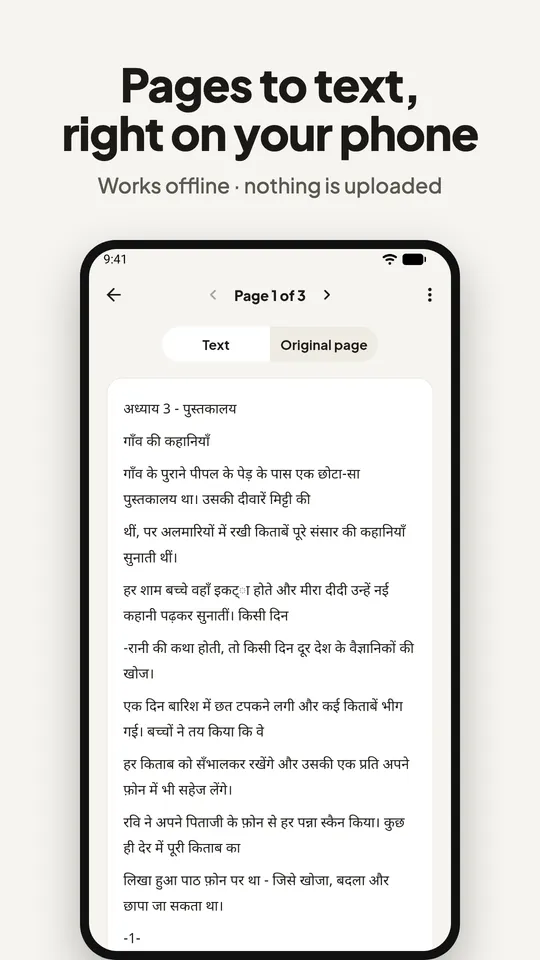 Pages to text,
right on your phone
Works offline · nothing is uploaded
9:41
Page 1 of 3
Text
Original page
अध्याय 3 - पुस्तकालय
गाँव की कहानियाँ
गाँव के पुराने पीपल के पेड़ के पास एक छोटा-सा
पुस्तकालय था। उसकी दीवारें मिट्टी की
थीं, पर अलमारियों में रखी किताबें पूरे संसार की कहानियाँ
सुनाती थीं।
हर शाम बच्चे वहाँ इकट्ा होते और मीरा दीदी उन्हें नई
कहानी पढ़कर सुनातीं। किसी दिन
-रानी की कथा होती, तो किसी दिन दूर देश के वैज्ञानिकों की
खोज।
एक दिन बारिश में छत टपकने लगी और कई किताबें भीग
गई। बच्चों ने तय किया कि वे
हर किताब को सँभालकर रखेंगे और उसकी एक प्रति अपने
फ़ोन में भी सहेज लेंगे।
रवि ने अपने पिताजी के फ़ोन से हर पन्ना स्कैन किया। कुछ
ही देर में पूरी किताब का
लिखा हुआ पाठ फ़ोन पर था - जिसे खोजा, बदला और
छापा जा सकता था।
-1-